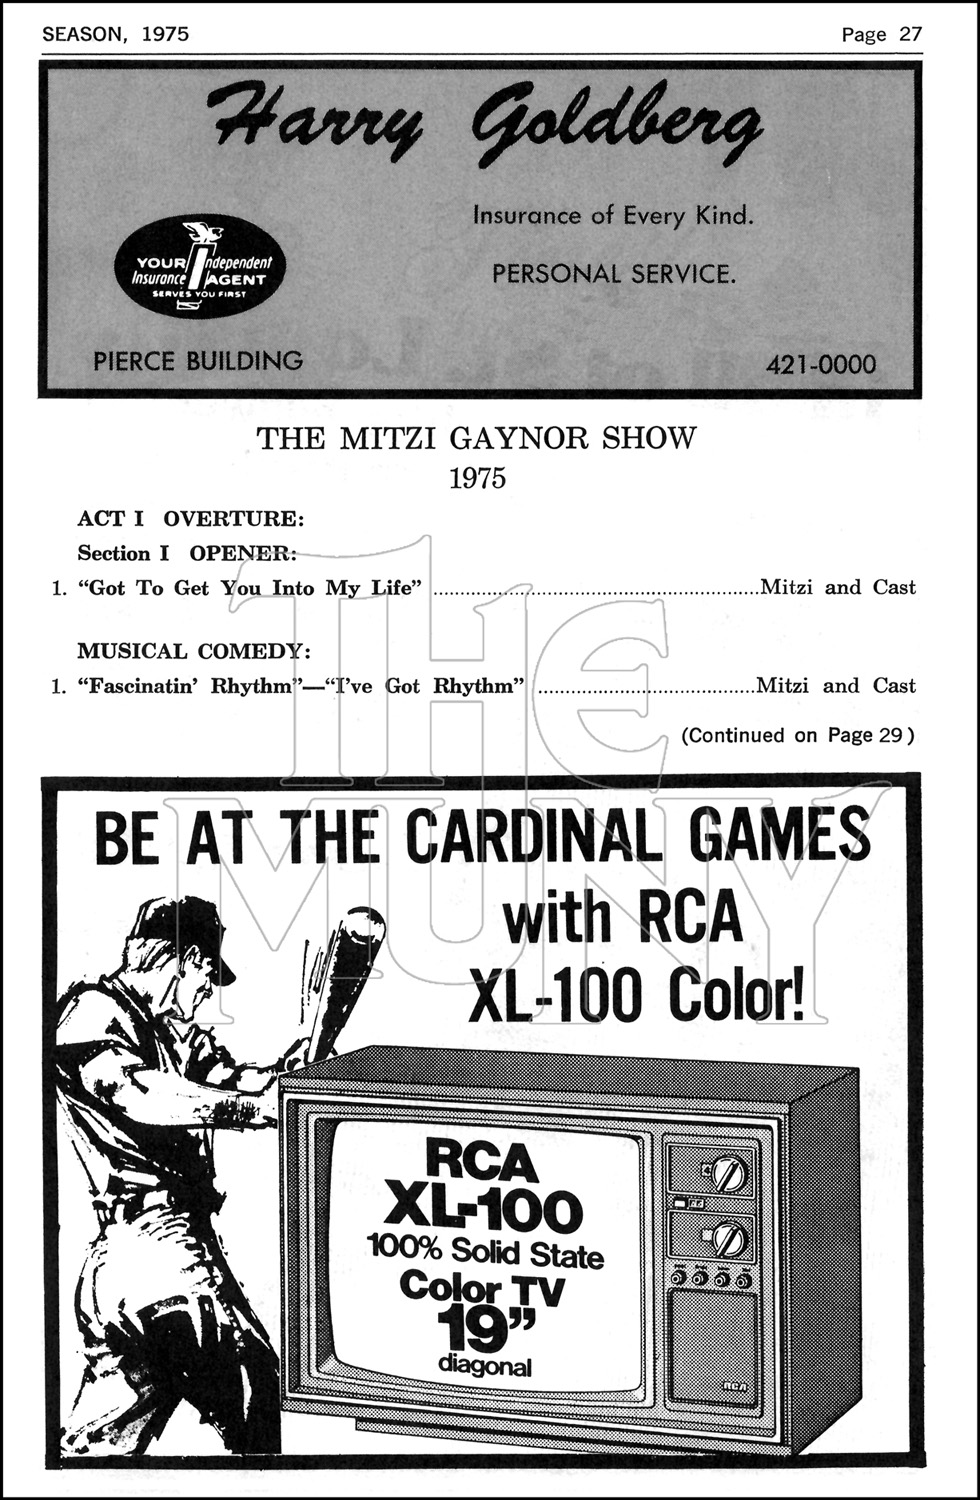 SEASON, 1975 Page 27
Harry Goldberg
Insurance of Every Kind.
PERSONAL SERVICE.
YOUR Independent
Insurance AGENT
SERVES YOU FIRST
PIERCE BUILDING 421-0000
THE MITZI GAYNOR SHOW
1975
ACT I OVERTURE:
Section I OPENER:
1. “Got To Get You Into My Life” ............................................................Mitzi and Cast
MUSICAL COMEDY:
1. “Fascinatin’ Rhythm”—“I’ve Got Rhythm” ........................................Mitzi and Cast
(Continued on Page 29)
THE
MUNY
BE AT THE CARDINAL GAMES
with RCA
XL-100 Color!
RCA
XL-100
100% Solid State
Color TV
19”
diagonal
RCA